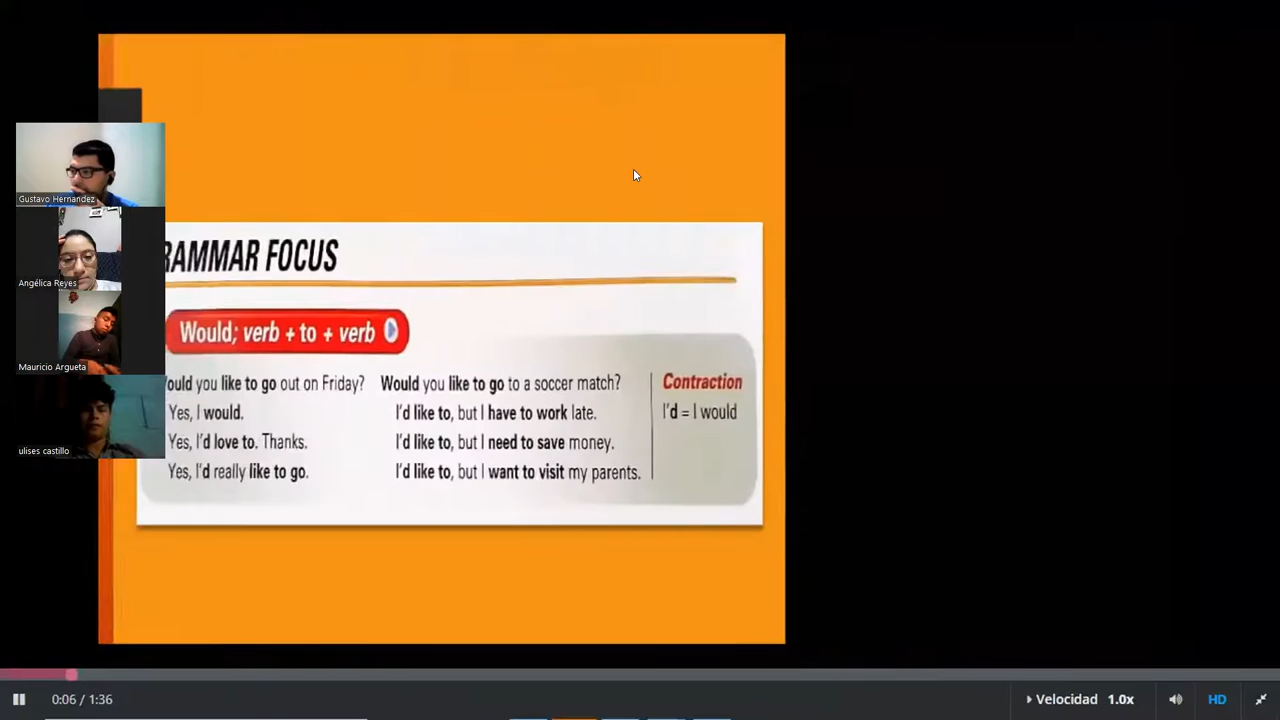 Gustavo Hernandez
Angélica Reyes
Mauricio Argueta
ulises castillo
RAMMAR FOCUS
Would; verb + to + verb
ould you like to go out on Friday?
Yes, I would.
Yes, I'd love to. Thanks.
Yes, I'd really like to go.
Would you like to go to a soccer match?
I'd like to, but I have to work late.
I'd like to, but I need to save money.
I'd like to, but I want to visit my parents.
Contraction
I'd = I would
0:06 / 1:36
Velocidad 1.0x
HD